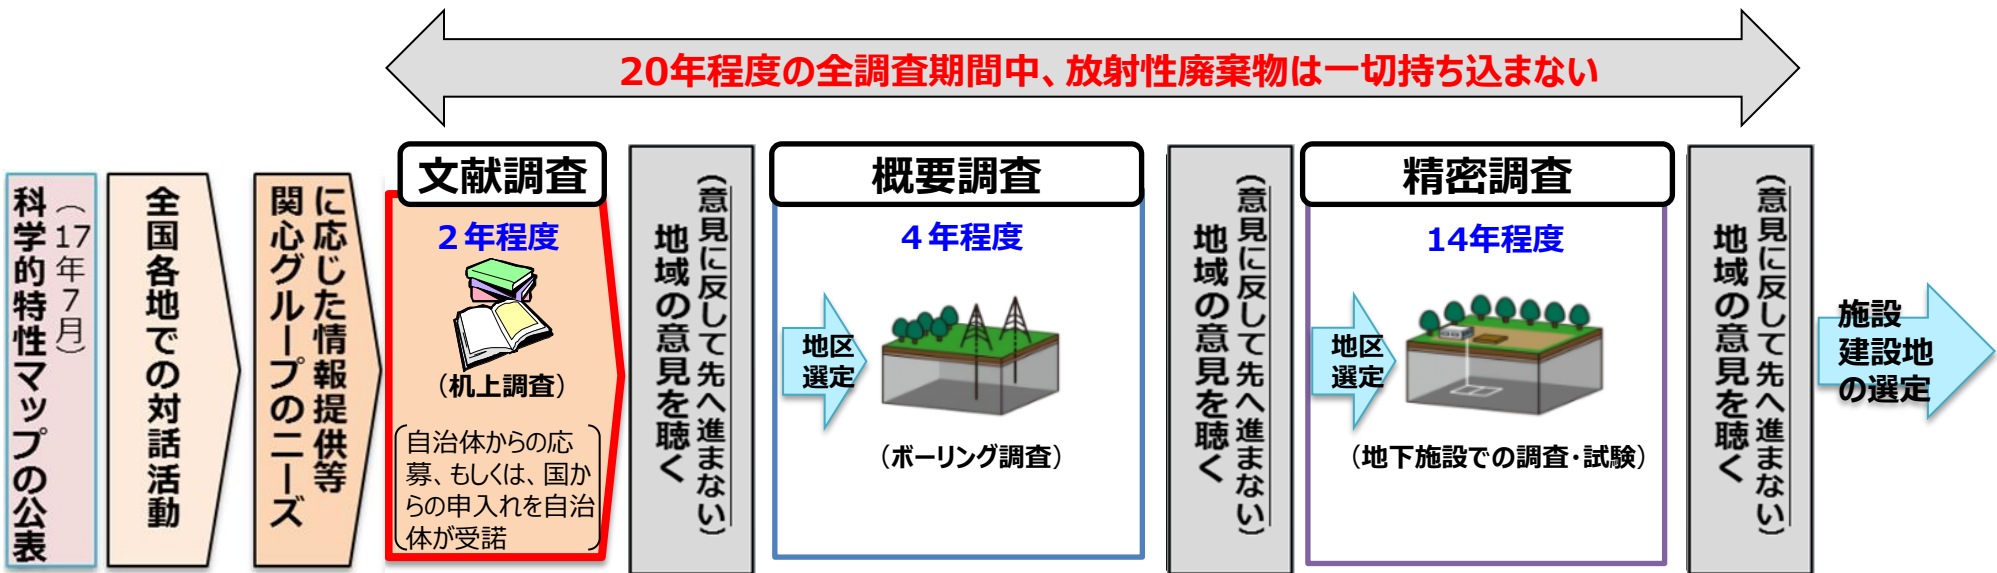 20年程度の全調査期間中、放射性廃棄物は一切持ち込まない
科学的特性マップの公表
（17年７月）
全国各地での対話活動
関心グループのニーズ
に応じた情報提供等
文献調査
２年程度
（机上調査）
自治体からの応
募、もしくは、国か
らの申入れを自治
体が受諾
地域の意見を聴く
（意見に反して先へ進まない）
概要調査
４年程度
地区
選定
（ボーリング調査）
地域の意見を聴く
（意見に反して先へ進まない）
精密調査
14年程度
地区
選定
（地下施設での調査・試験）
地域の意見を聴く
（意見に反して先へ進まない）
施設
建設地
の選定